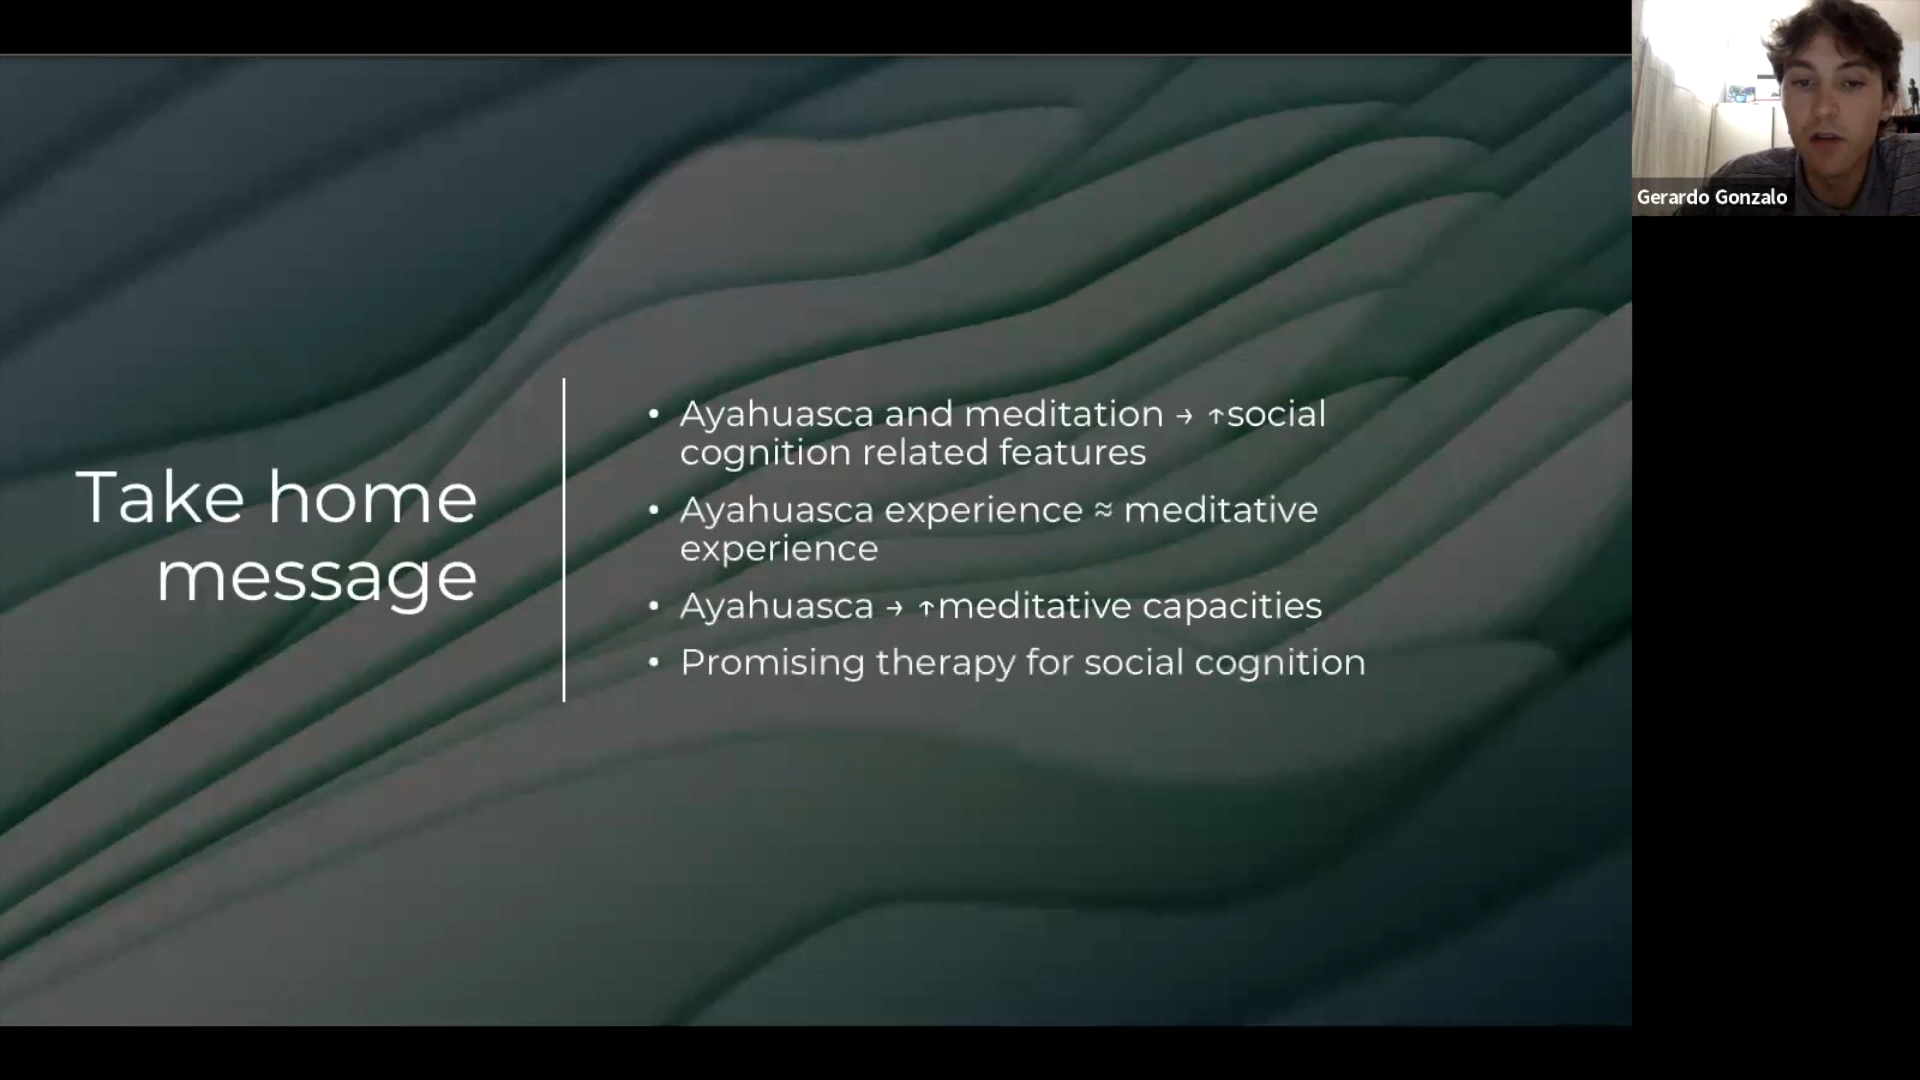 Take home
message
• Ayahuasca and meditation → ↑social
cognition related features
• Ayahuasca experience ≈ meditative
experience
• Ayahuasca → ↑meditative capacities
• Promising therapy for social cognition
Gerardo Gonzalo